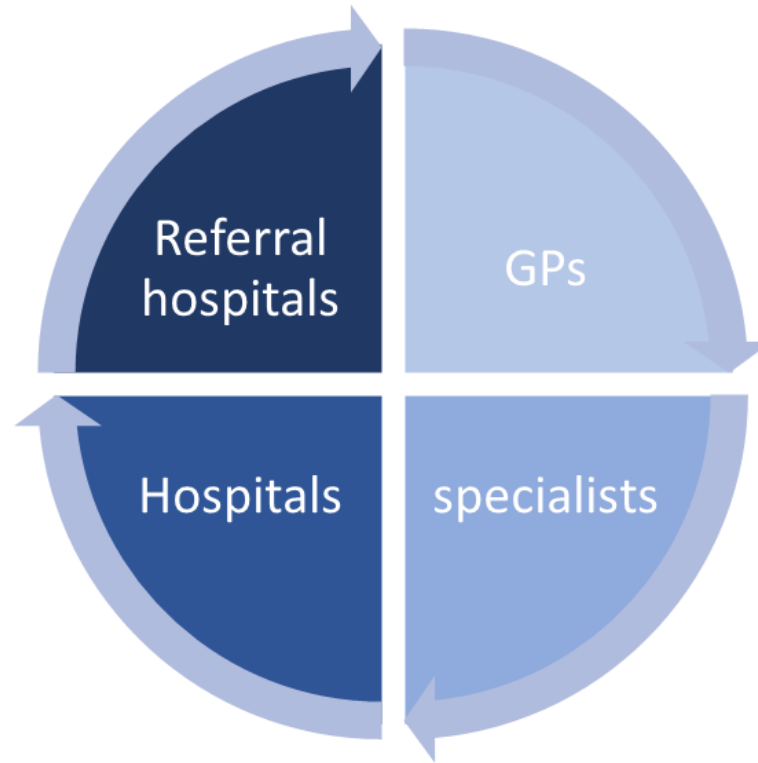 Referral
hospitals
GPs
Hospitals
specialists